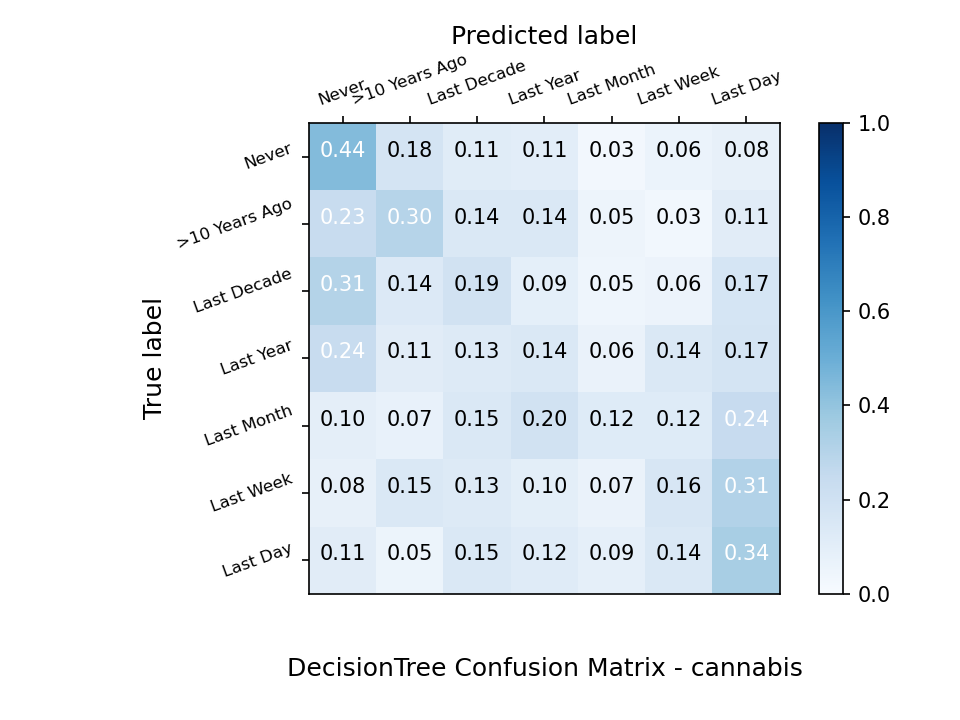 Predicted label
Never >10 Years Ago Last Decade Last Year Last Month Last Week Last Day
Never 0.44 0.18 0.11 0.11 0.03 0.06 0.08
>10 Years Ago 0.23 0.30 0.14 0.14 0.05 0.03 0.11
Last Decade 0.31 0.14 0.19 0.09 0.05 0.06 0.17
Last Year 0.24 0.11 0.13 0.14 0.06 0.14 0.17
Last Month 0.10 0.07 0.15 0.20 0.12 0.12 0.24
Last Week 0.08 0.15 0.13 0.10 0.07 0.16 0.31
Last Day 0.11 0.05 0.15 0.12 0.09 0.14 0.34
True label
1.0
0.8
0.6
0.4
0.2
0.0
DecisionTree Confusion Matrix - cannabis